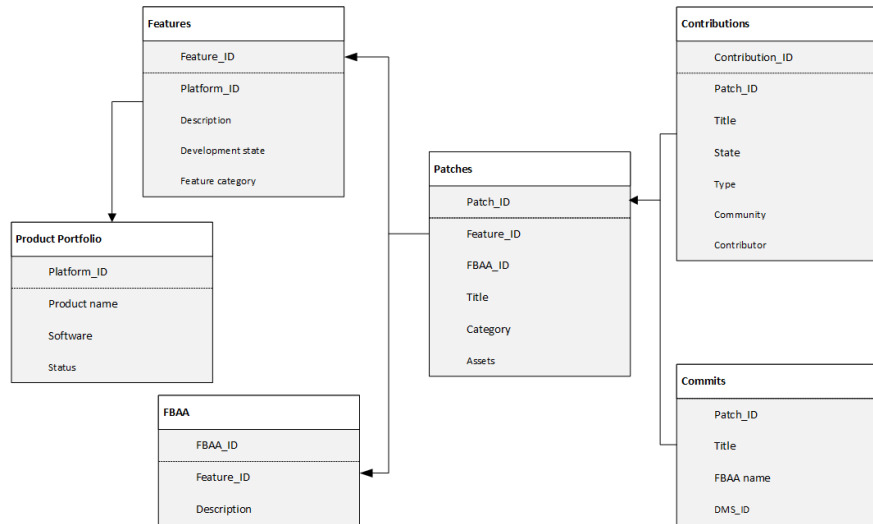 Features
Feature_ID
Platform_ID
Description
Development state
Feature category
Product Portfolio
Platform_ID
Product name
Software
Status
FBAA
FBAA_ID
Feature_ID
Description
Patches
Patch_ID
Feature_ID
FBAA_ID
Title
Category
Assets
Contributions
Contribution_ID
Patch_ID
Title
State
Type
Community
Contributor
Commits
Patch_ID
Title
FBAA name
DMS_ID